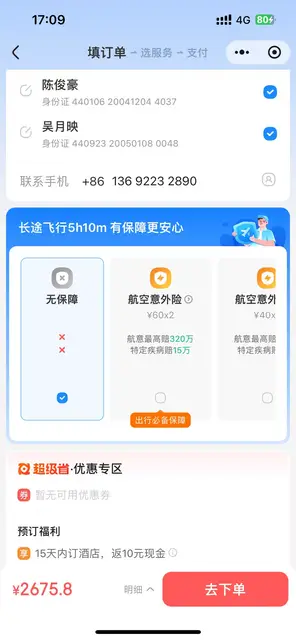 17:09
4G 80
填订单 → 选服务 → 支付
陈俊豪
身份证 440106 20041204 4037
吴月映
身份证 440923 20050108 0048
联系手机 +86 136 9223 2890
长途飞行5h10m 有保障更安心
无保障
航空意外险
¥60x2
航意最高赔320万
特定疾病赔15万
出行必备保障
航空意外
¥40x
航意最高赔
特定疾病
超级省·优惠专区
券 暂无可用优惠券
预订福利
享 15天内订酒店，返10元现金
¥2675.8 明细 去下单